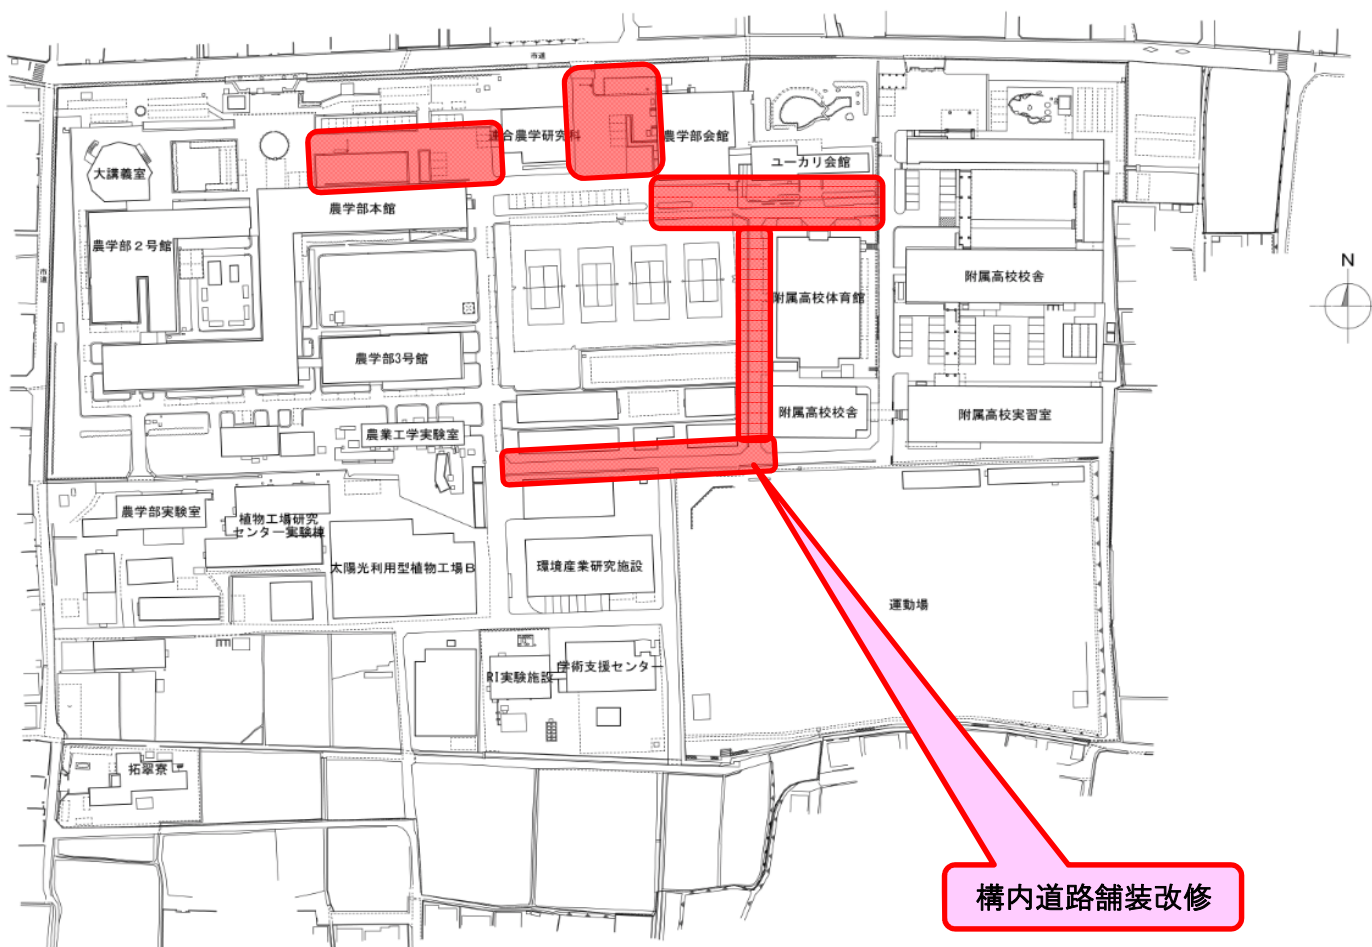 市道
連合農学研究科
農学部会館
ユーカリ会館
大講義室
農学部本館
農学部2号館
市道
N
附属高校校舎
附属高校体育館
農学部3号館
附属高校校舎
附属高校実習室
農業工学実験室
農学部実験室
植物工場研究
センター実験棟
太陽光利用型植物工場B
環境産業研究施設
運動場
RI実験施設
学術支援センター
拓翠寮
構内道路舗装改修